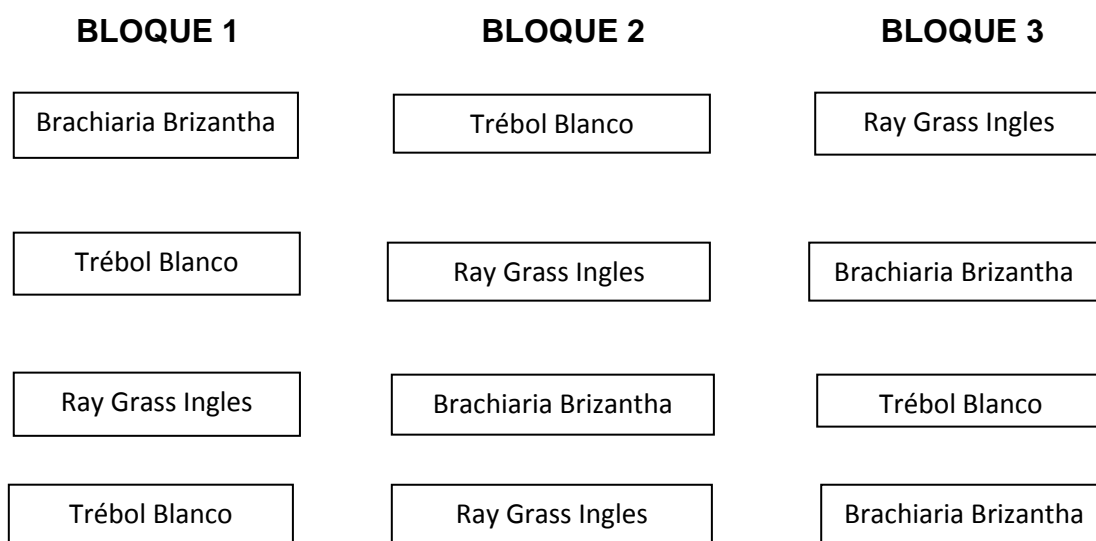 BLOQUE 1
BLOQUE 2
BLOQUE 3
Brachiaria Brizantha
Trébol Blanco
Ray Grass Ingles
Trébol Blanco
Ray Grass Ingles
Brachiaria Brizantha
Ray Grass Ingles
Brachiaria Brizantha
Trébol Blanco
Trébol Blanco
Ray Grass Ingles
Brachiaria Brizantha